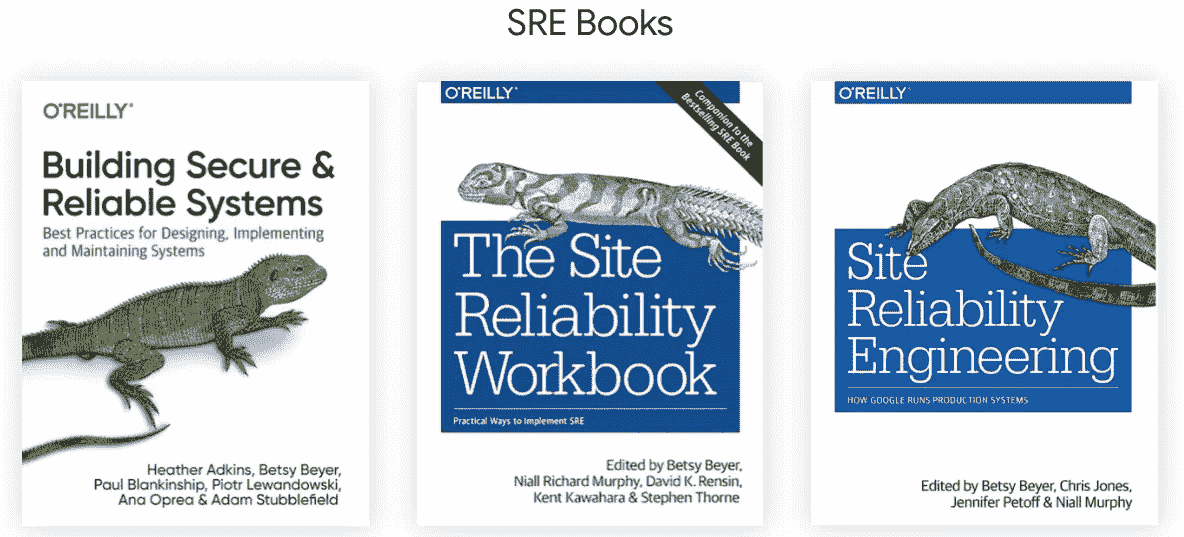 SRE Books
O'REILLY®
Building Secure &
Reliable Systems
Best Practices for Designing, Implementing
and Maintaining Systems
Heather Adkins, Betsy Beyer,
Paul Blankinship, Piotr Lewandowski,
Ana Oprea & Adam Stubblefield
O'REILLY®
Companion to the
Bestselling SRE Book
The Site
Reliability
Workbook
Practical Ways to Implement SRE
Edited by Betsy Beyer,
Niall Richard Murphy, David K. Rensin,
Kent Kawahara & Stephen Thorne
O'REILLY®
Site
Reliability
Engineering
HOW GOOGLE RUNS PRODUCTION SYSTEMS
Edited by Betsy Beyer, Chris Jones,
Jennifer Petoff & Niall Murphy